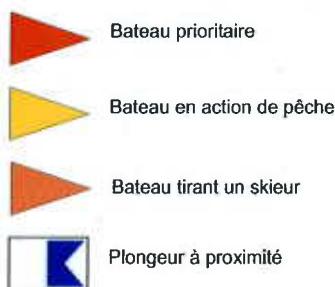 Bateau prioritaire
Bateau en action de pêche
Bateau tirant un skieur
Plongeur à proximité